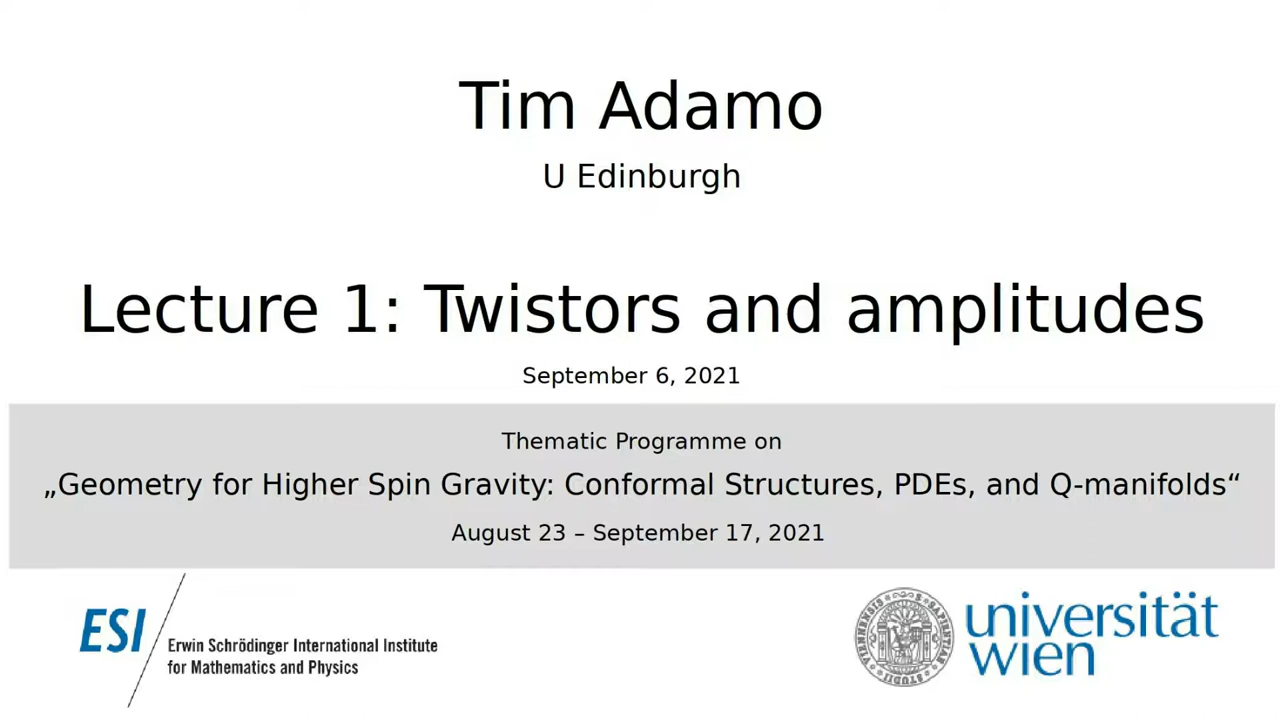 Tim Adamo
U Edinburgh
Lecture 1: Twistors and amplitudes
September 6, 2021
Thematic Programme on
„Geometry for Higher Spin Gravity: Conformal Structures, PDEs, and Q-manifolds“
August 23 – September 17, 2021
ESI
Erwin Schrödinger International Institute
for Mathematics and Physics
universität
wien